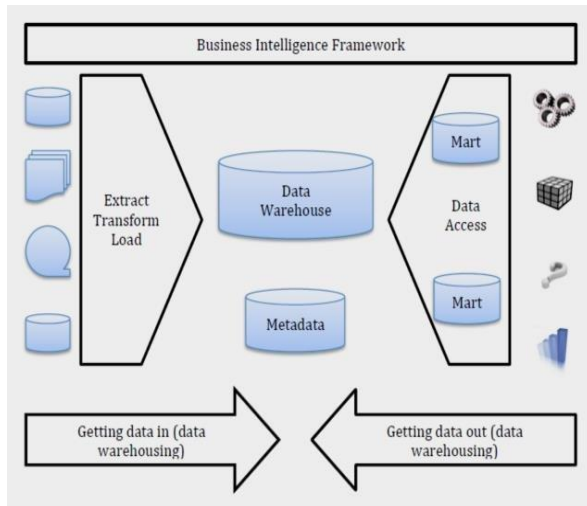 Business Intelligence Framework
Extract
Transform
Load
Data
Warehouse
Metadata
Mart
Data
Access
Mart
Getting data in (data
warehousing)
Getting data out (data
warehousing)